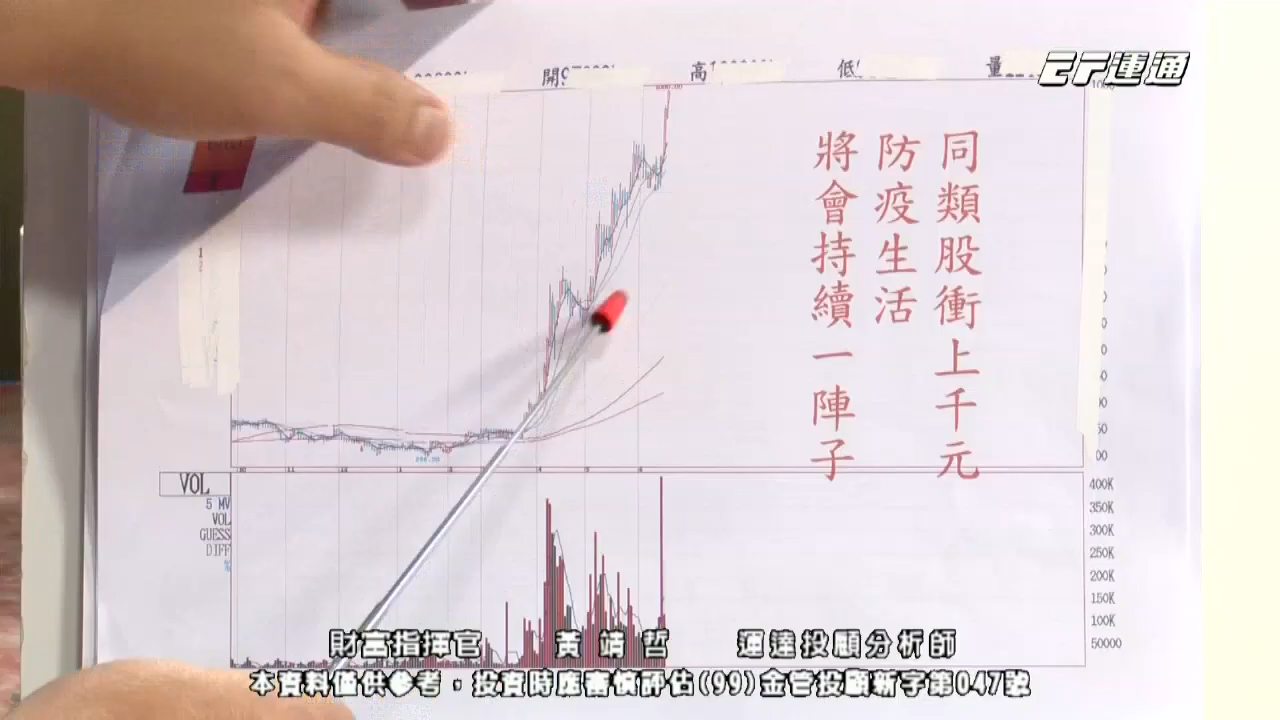 運通
開
高
低
量
同類股衝上千元
防疫生活
將會持續一陣子
VOL
5 MV
VOL
GUESS
DIFF
%
400K
350K
300K
250K
200K
150K
100K
50000
財富指揮官 黃靖哲 運達投顧分析師
本資料僅供參考，投資時應審慎評估(99)金管投顧新字第047號